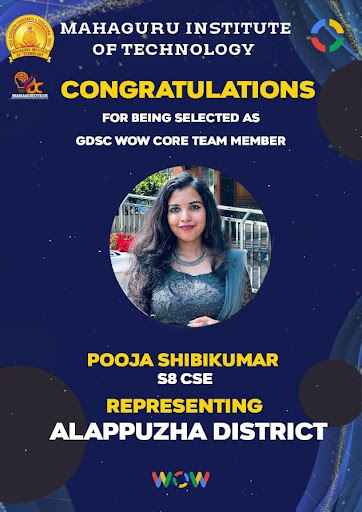 MAHAGURU INSTITUTE
OF TECHNOLOGY
MAHAGURUTECH
CONGRATULATIONS
FOR BEING SELECTED AS
GDSC WOW CORE TEAM MEMBER
POOJA SHIBIKUMAR
S8 CSE
REPRESENTING
ALAPPUZHA DISTRICT
WOW